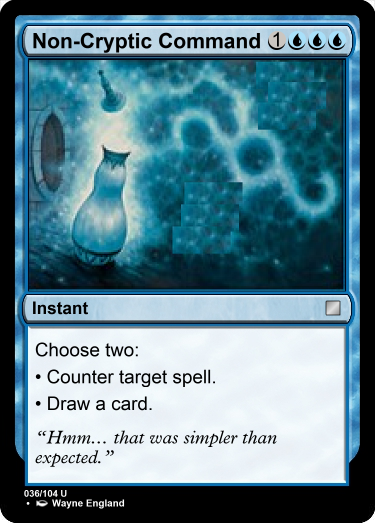 Non-Cryptic Command 1
Instant
Choose two:
• Counter target spell.
• Draw a card.
“Hmm… that was simpler than
expected.”
036/104 U
• Wayne England